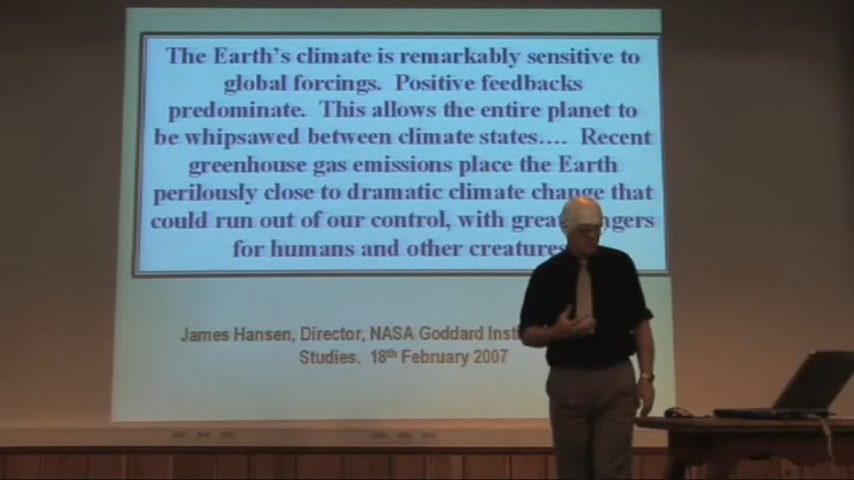 The Earth's climate is remarkably sensitive to
global forcings. Positive feedbacks
predominate. This allows the entire planet to
be whipsawed between climate states.... Recent
greenhouse gas emissions place the Earth
perilously close to dramatic climate change that
could run out of our control, with great
for humans and other creatures
James Hansen, Director, NASA Goddard
Studies. 18th February 2007